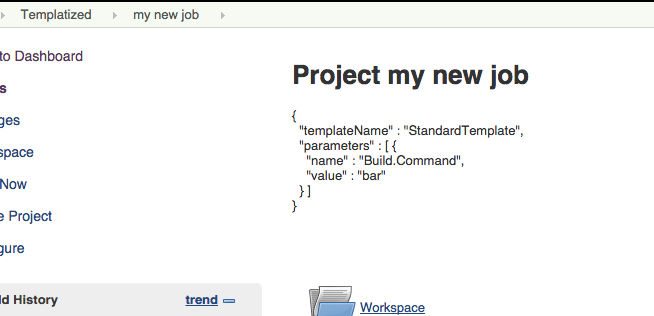 Templatized
my new job
to Dashboard
s
ges
space
Now
e Project
gure
ld History
trend
Project my new job
{
"templateName" : "StandardTemplate",
"parameters" : [ {
"name" : "Build.Command",
"value" : "bar"
} ]
}
Workspace